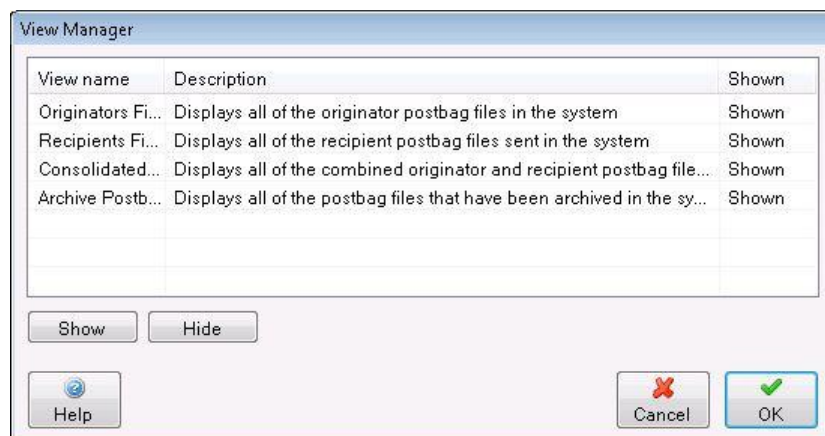 View Manager
View name Description Shown
Originators Fi... Displays all of the originator postbag files in the system Shown
Recipients Fi... Displays all of the recipient postbag files sent in the system Shown
Consolidated... Displays all of the combined originator and recipient postbag file... Shown
Archive Postb... Displays all of the postbag files that have been archived in the sy... Shown
Show Hide
Help Cancel OK